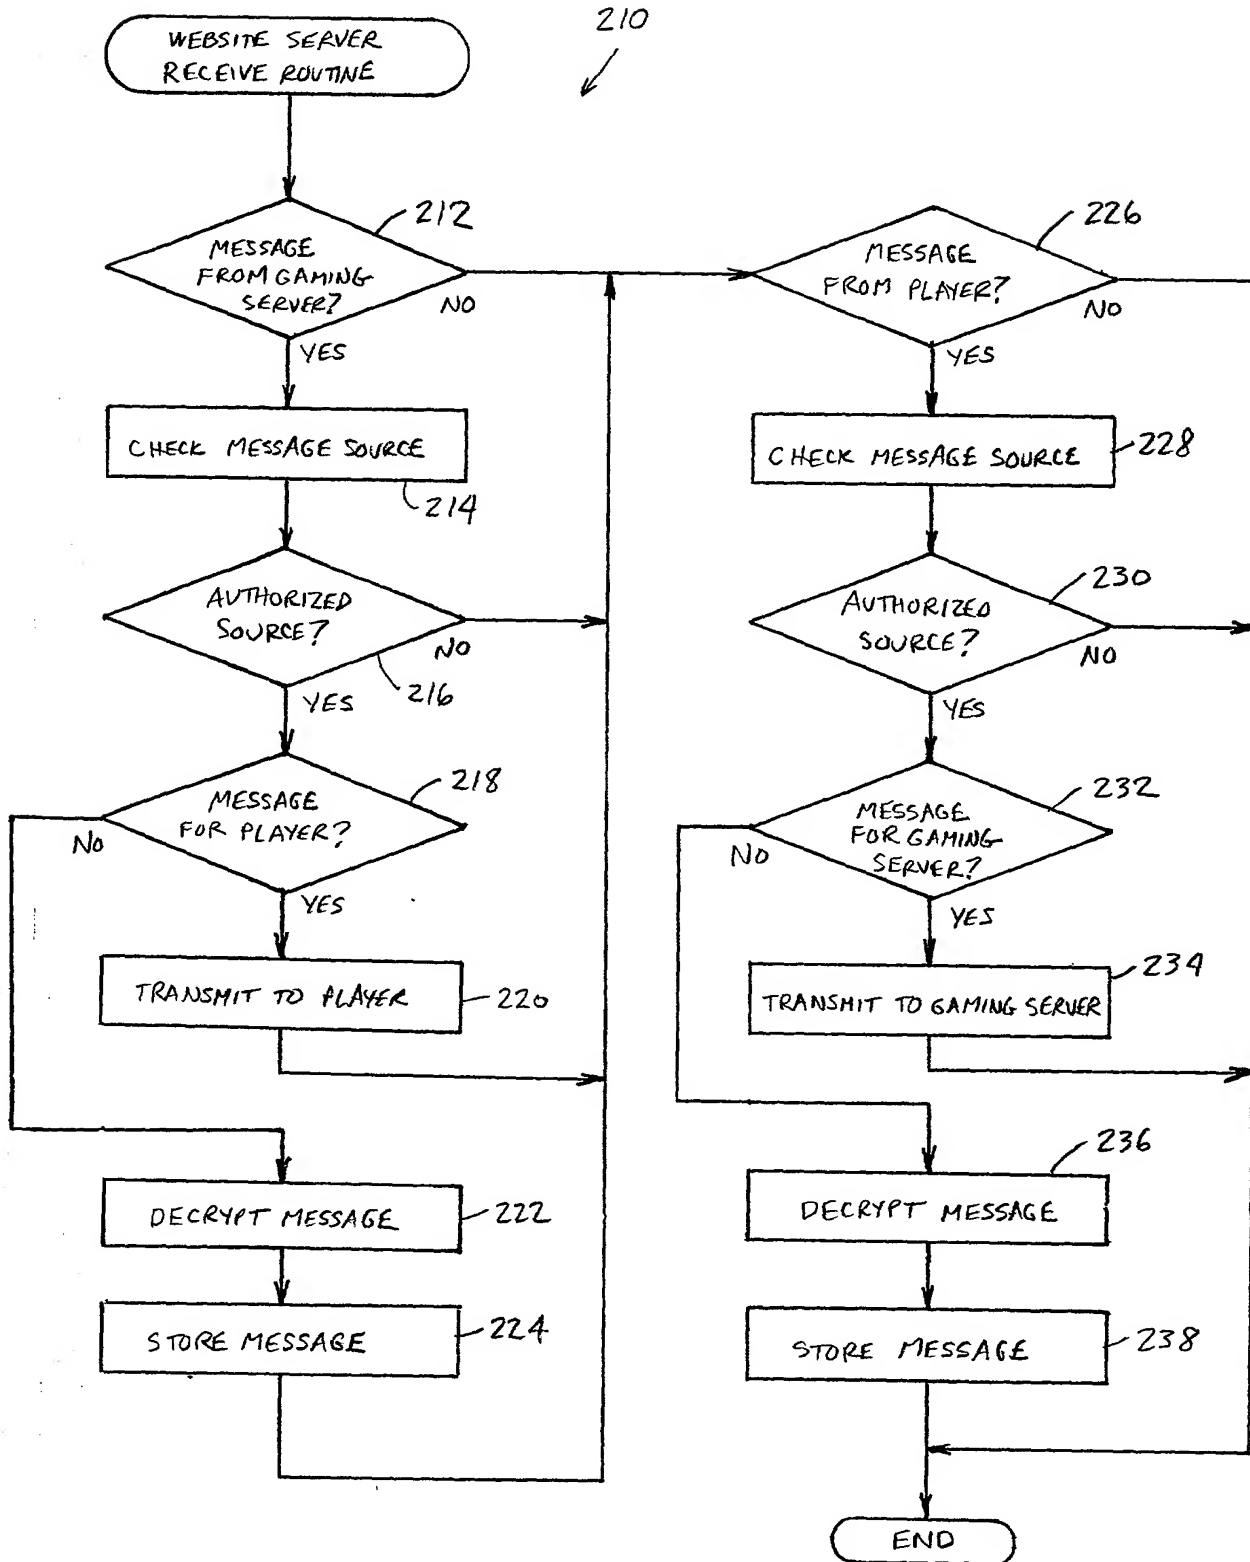 210
WEBSITE SERVER
RECEIVE ROUTINE
212
MESSAGE
FROM GAMING
SERVER?
NO
YES
CHECK MESSAGE SOURCE
214
AUTHORIZED
SOURCE?
NO
216
YES
218
MESSAGE
FOR PLAYER?
NO
YES
TRANSMIT TO PLAYER
220
DECRYPT MESSAGE
222
STORE MESSAGE
224
226
MESSAGE
FROM PLAYER?
NO
YES
CHECK MESSAGE SOURCE
228
230
AUTHORIZED
SOURCE?
NO
YES
232
MESSAGE
FOR GAMING
SERVER?
NO
YES
234
TRANSMIT TO GAMING SERVER
236
DECRYPT MESSAGE
STORE MESSAGE
238
END